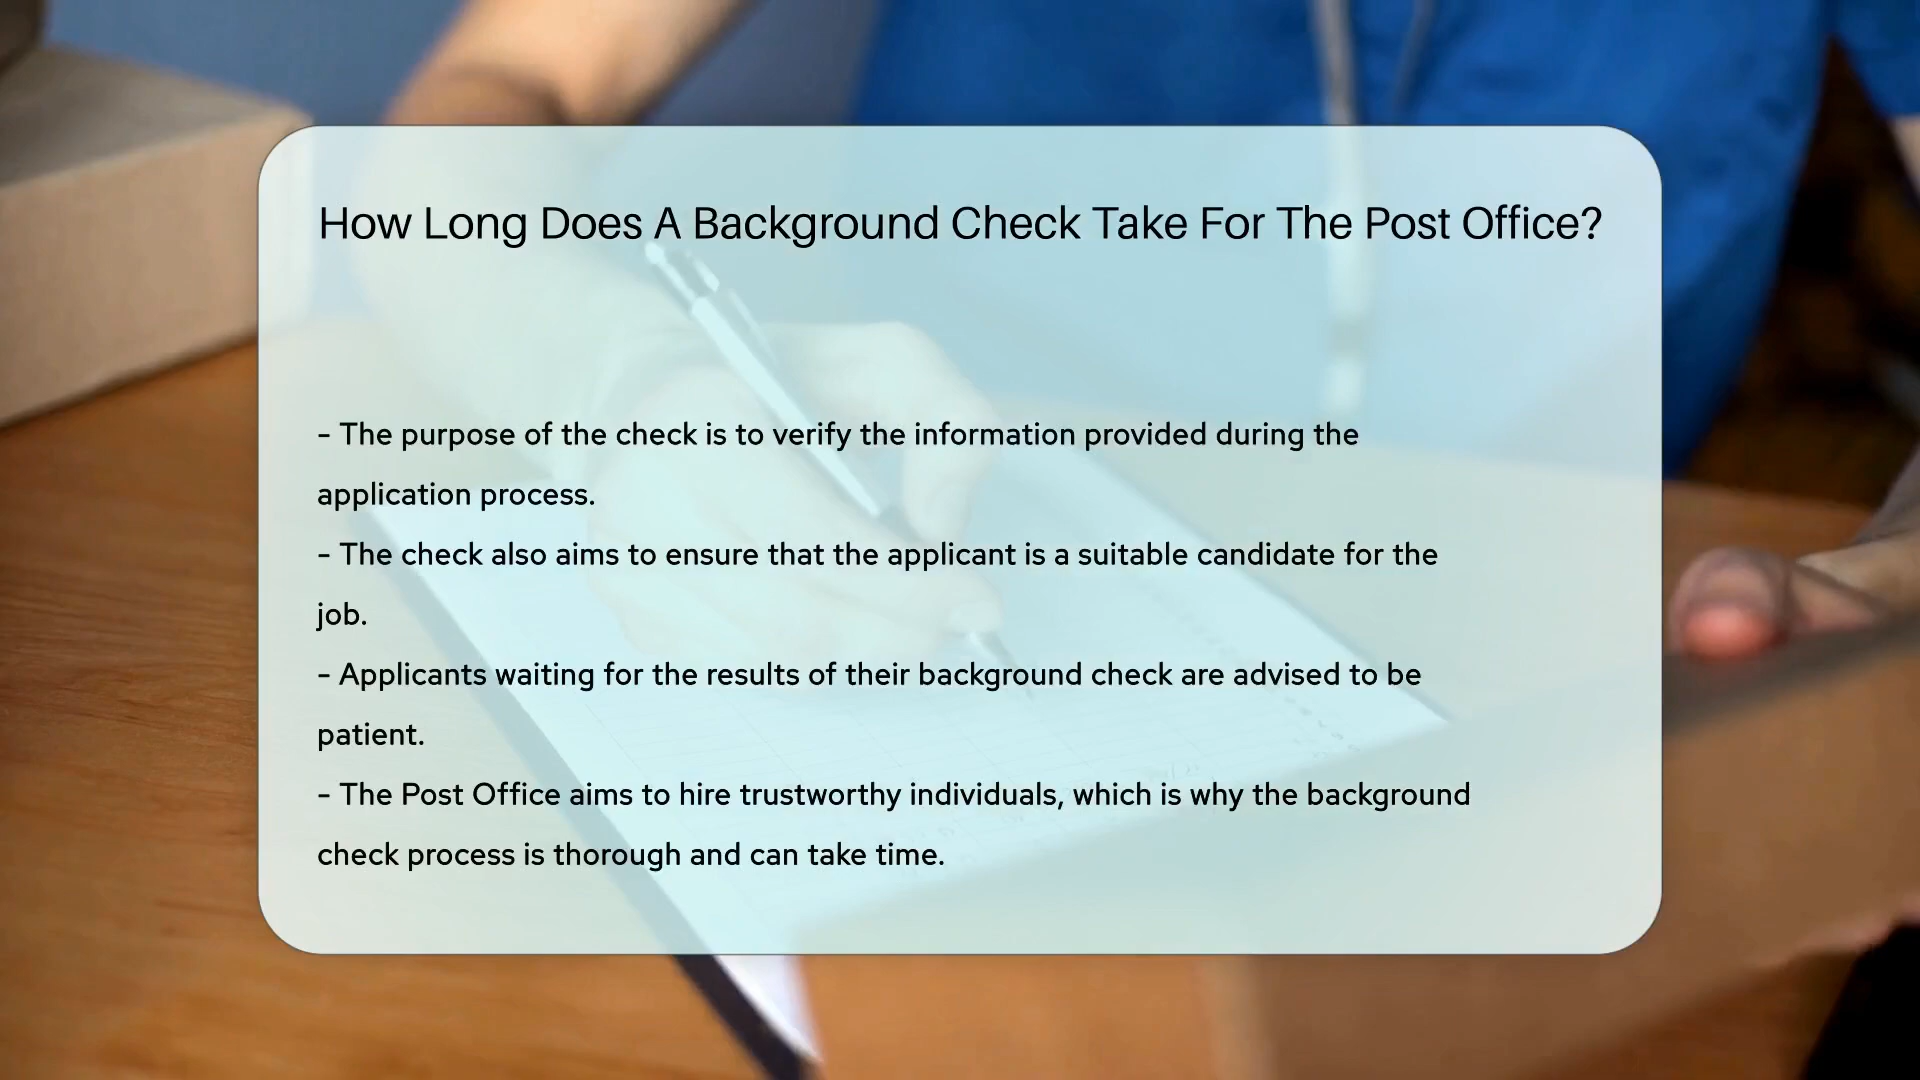 How Long Does A Background Check Take For The Post Office?
- The purpose of the check is to verify the information provided during the
application process.
- The check also aims to ensure that the applicant is a suitable candidate for the
job.
- Applicants waiting for the results of their background check are advised to be
patient.
- The Post Office aims to hire trustworthy individuals, which is why the background
check process is thorough and can take time.